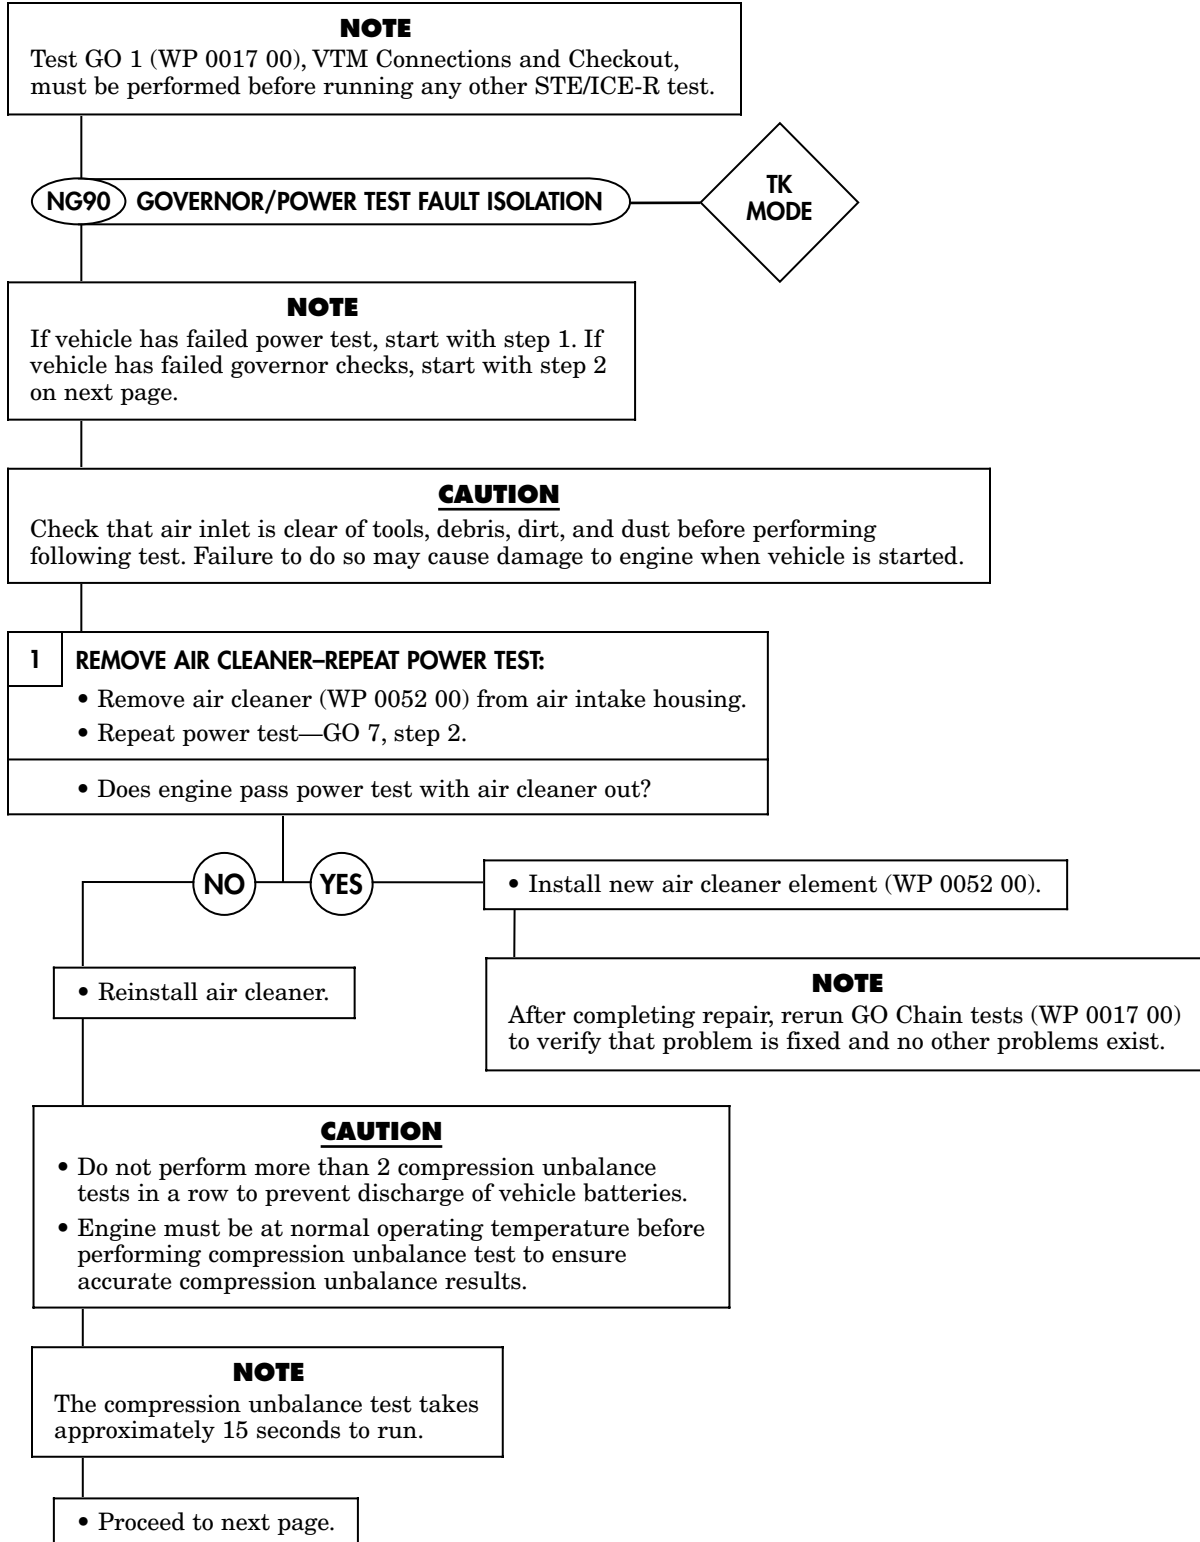 NOTE
Test GO 1 (WP 0017 00), VTM Connections and Checkout,
must be performed before running any other STE/ICE-R test.
NG90 GOVERNOR/POWER TEST FAULT ISOLATION
TK
MODE
NOTE
If vehicle has failed power test, start with step 1. If
vehicle has failed governor checks, start with step 2
on next page.
CAUTION
Check that air inlet is clear of tools, debris, dirt, and dust before performing
following test. Failure to do so may cause damage to engine when vehicle is started.
1 REMOVE AIR CLEANER–REPEAT POWER TEST:
• Remove air cleaner (WP 0052 00) from air intake housing.
• Repeat power test—GO 7, step 2.
• Does engine pass power test with air cleaner out?
NO YES
• Install new air cleaner element (WP 0052 00).
NOTE
After completing repair, rerun GO Chain tests (WP 0017 00)
to verify that problem is fixed and no other problems exist.
• Reinstall air cleaner.
CAUTION
• Do not perform more than 2 compression unbalance
tests in a row to prevent discharge of vehicle batteries.
• Engine must be at normal operating temperature before
performing compression unbalance test to ensure
accurate compression unbalance results.
NOTE
The compression unbalance test takes
approximately 15 seconds to run.
• Proceed to next page.